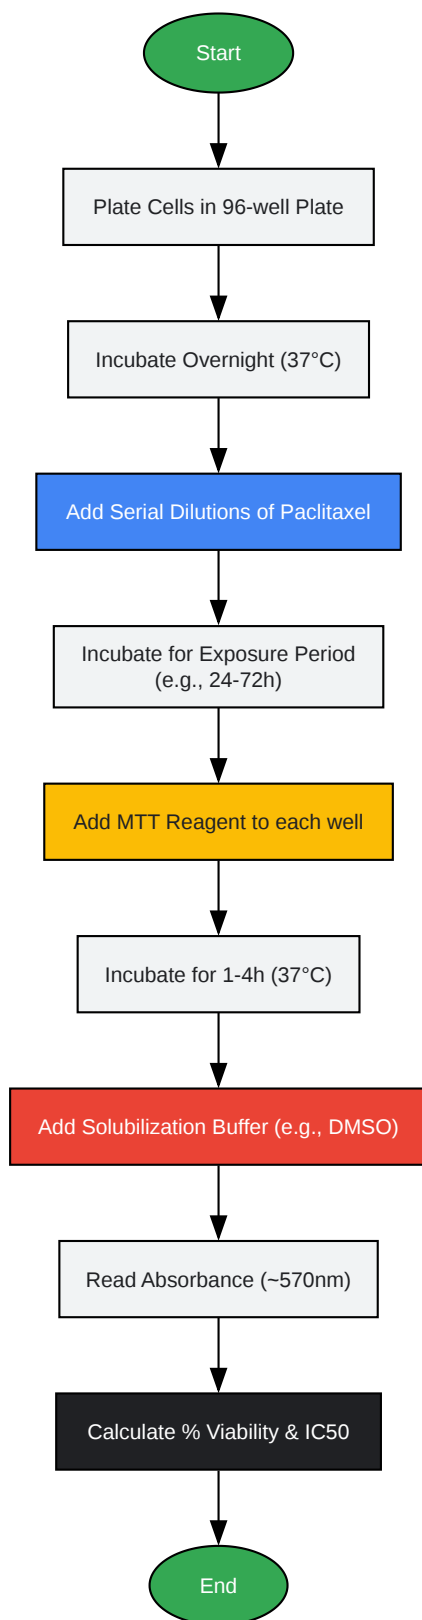 Start
Plate Cells in 96-well Plate
Incubate Overnight (37°C)
Add Serial Dilutions of Paclitaxel
Incubate for Exposure Period
(e.g., 24-72h)
Add MTT Reagent to each well
Incubate for 1-4h (37°C)
Add Solubilization Buffer (e.g., DMSO)
Read Absorbance (~570nm)
Calculate % Viability & IC50
End